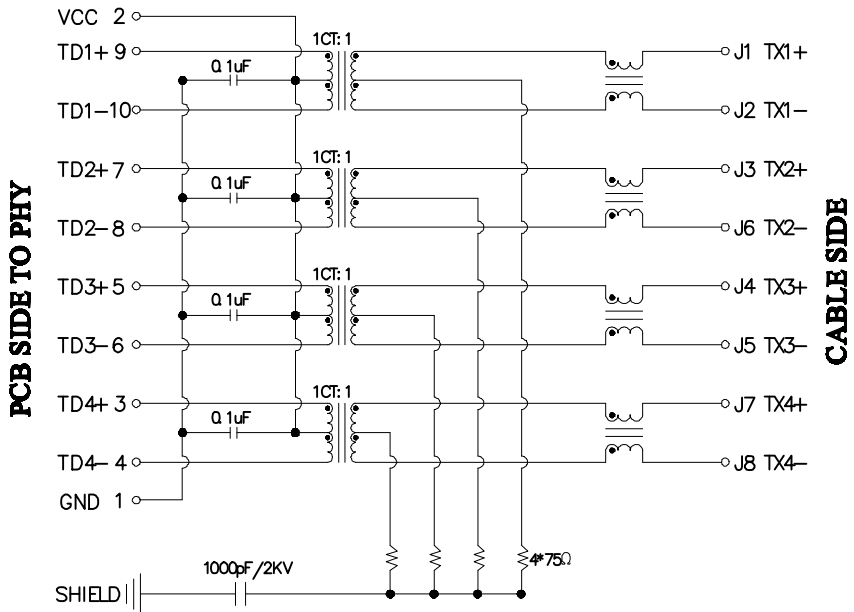 VCC 2
TD1+ 9
1CT:1
J1 TX1+
0.1uF
TD1-10
J2 TX1-
TD2+ 7
1CT:1
J3 TX2+
0.1uF
TD2-8
J6 TX2-
PCB SIDE TO PHY
CABLE SIDE
TD3+ 5
1CT:1
J4 TX3+
0.1uF
TD3-6
J5 TX3-
TD4+ 3
1CT:1
J7 TX4+
0.1uF
TD4-4
J8 TX4-
GND 1
4*75Ω
1000pF/2KV
SHIELD